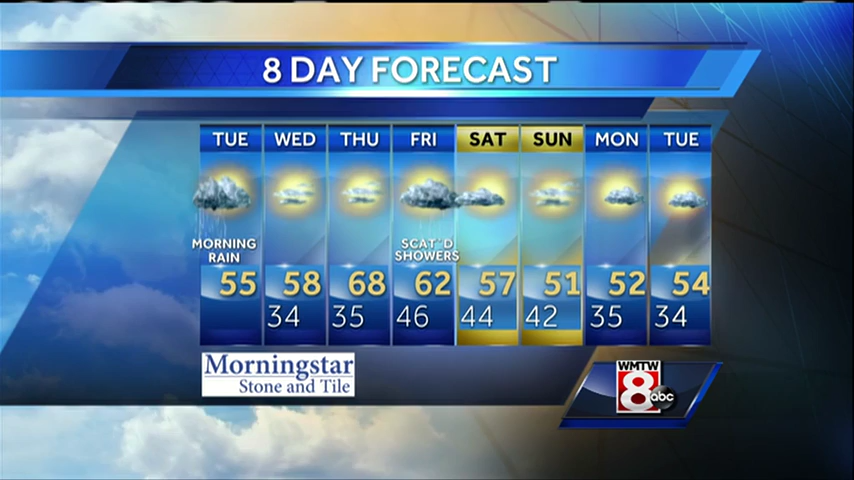 8 DAY FORECAST
TUE WED THU FRI SAT SUN MON TUE
MORNING
RAIN
SCAT'D
SHOWERS
55 58 68 62 57 51 52 54
34 35 46 44 42 35 34
Morningstar
Stone and Tile
WMTW
8
abc